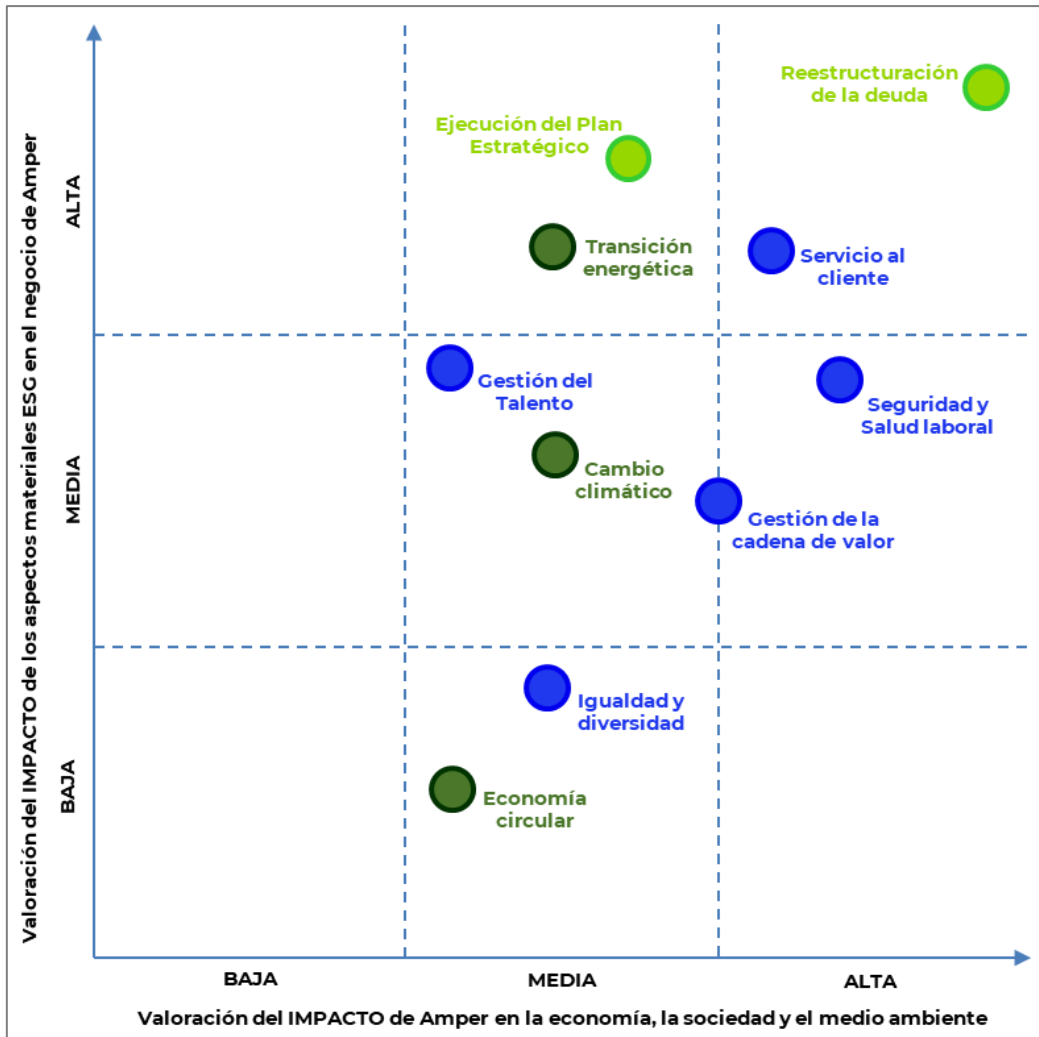 Valoración del IMPACTO de los aspectos materiales ESG en el negocio de Amper
ALTA
MEDIA
BAJA
Reestructuración
de la deuda
Ejecución del Plan
Estratégico
Transición
energética
Servicio al
cliente
Gestión del
Talento
Seguridad y
Salud laboral
Cambio
climático
Gestión de la
cadena de valor
Igualdad y
diversidad
Economía
circular
BAJA
MEDIA
ALTA
Valoración del IMPACTO de Amper en la economía, la sociedad y el medio ambiente